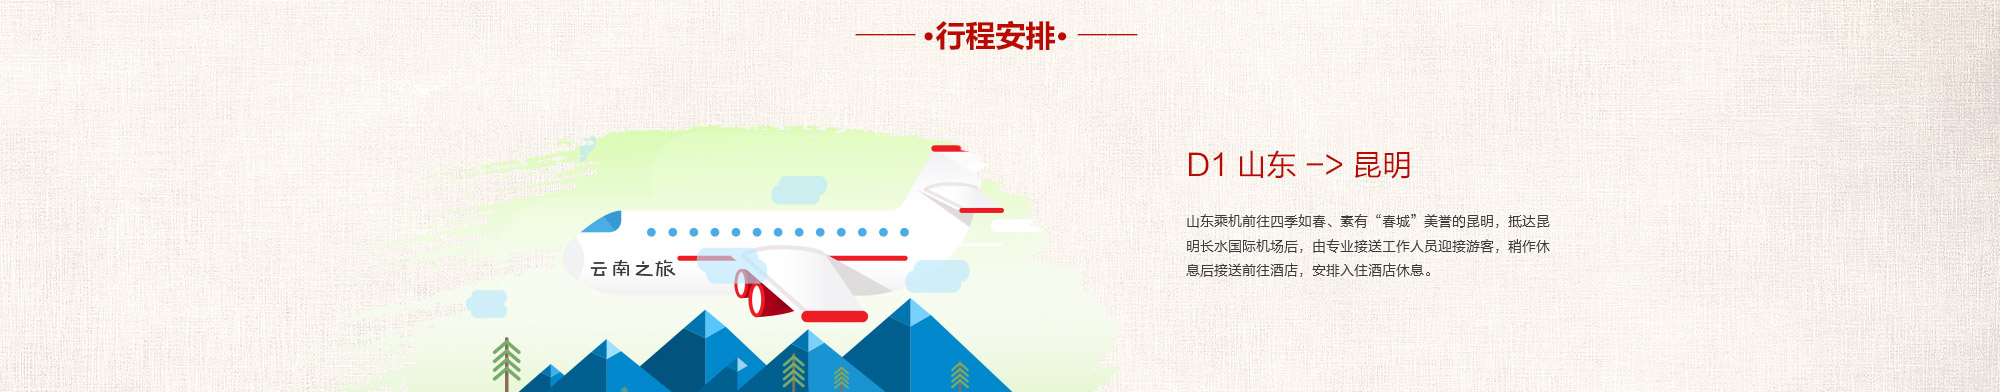 •行程安排•
云南之旅
D1 山东 -> 昆明
山东乘机前往四季如春、素有“春城”美誉的昆明，抵达昆
明长水国际机场后，由专业接送工作人员迎接游客，稍作休
息后接送前往酒店，安排入住酒店休息。